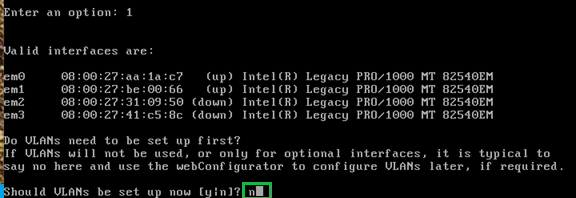 Enter an option: 1
Valid interfaces are:
em0 08:00:27:aa:1a:c7 (up) Intel(R) Legacy PRO/1000 MT 82540EM
em1 08:00:27:be:00:66 (up) Intel(R) Legacy PRO/1000 MT 82540EM
em2 08:00:27:31:09:50 (down) Intel(R) Legacy PRO/1000 MT 82540EM
em3 08:00:27:41:c5:8c (down) Intel(R) Legacy PRO/1000 MT 82540EM
Do VLANs need to be set up first?
If VLANs will not be used, or only for optional interfaces, it is typical to
say no here and use the webConfigurator to configure VLANs later, if required.
Should VLANs be set up now [y|n]? n